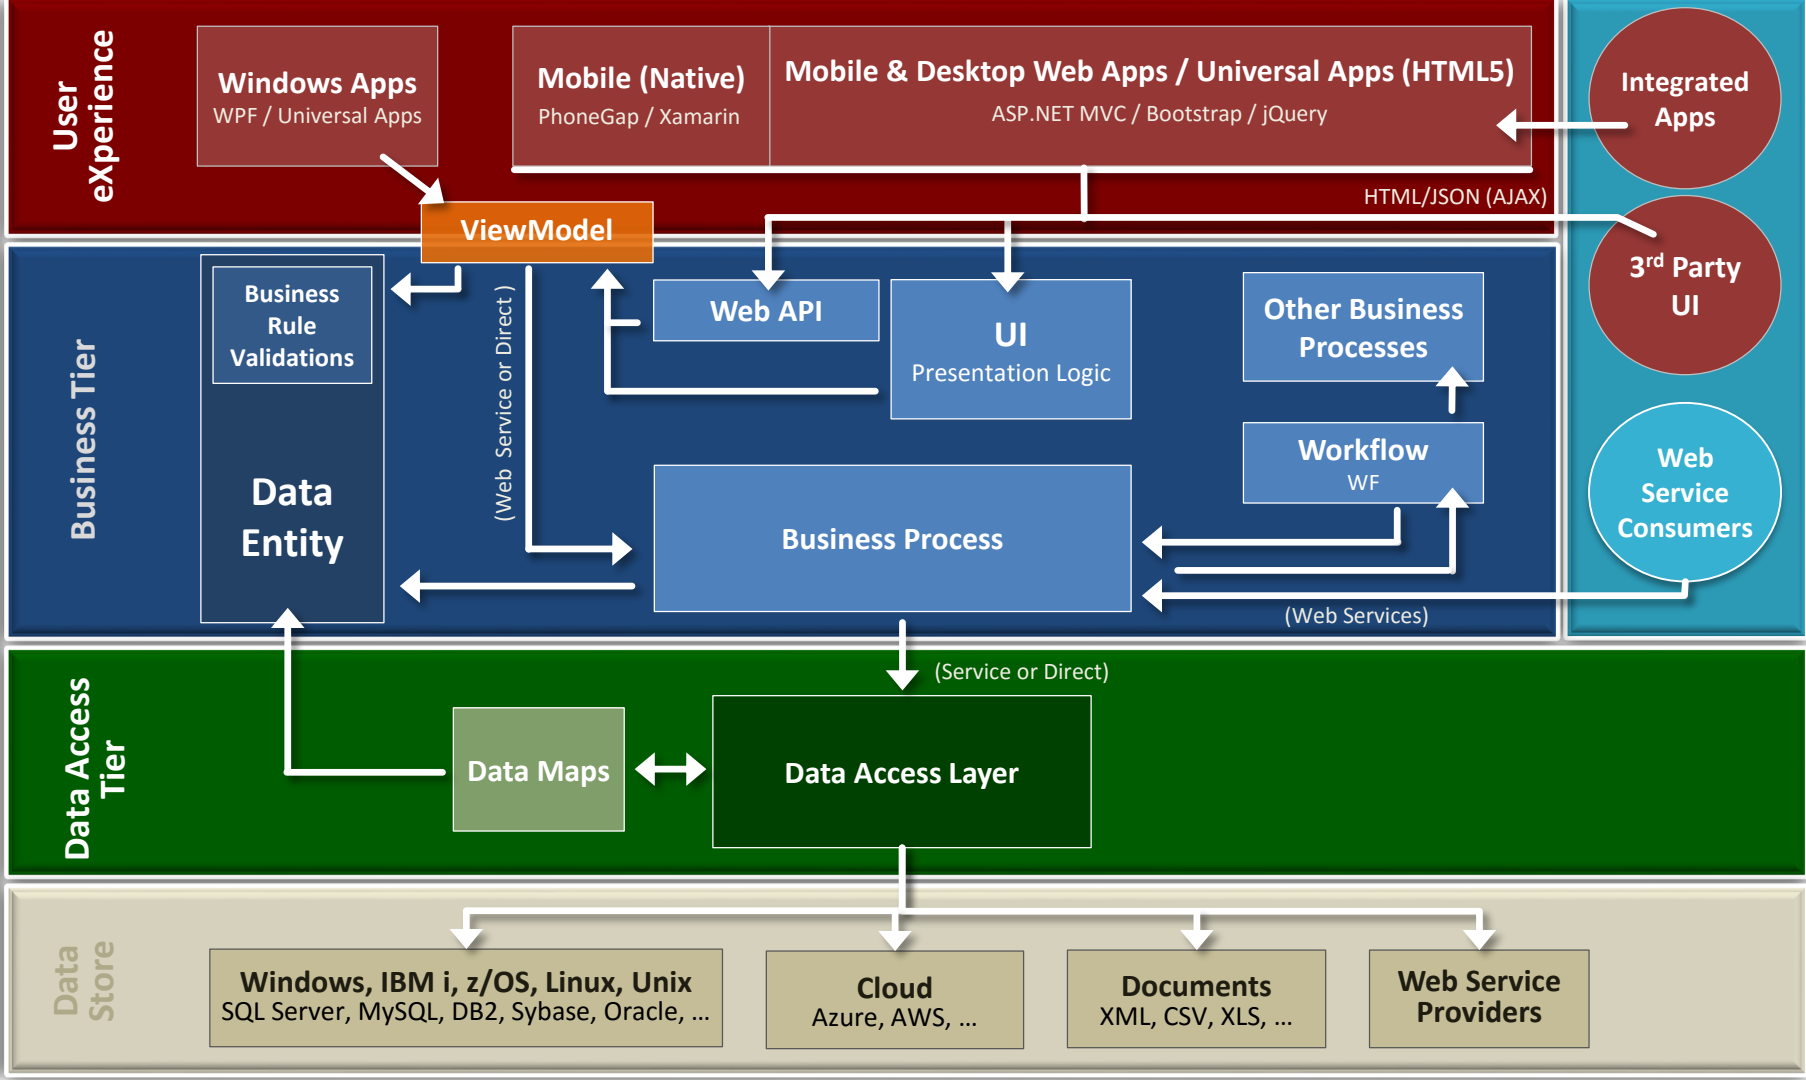 User
eXperience
Windows Apps
WPF / Universal Apps
Mobile (Native)
PhoneGap / Xamarin
Mobile & Desktop Web Apps / Universal Apps (HTML5)
ASP.NET MVC / Bootstrap / jQuery
Integrated
Apps
HTML/JSON (AJAX)
ViewModel
3rd Party
UI
Business Tier
Business
Rule
Validations
Data
Entity
(Web Service or Direct )
Web API
UI
Presentation Logic
Other Business
Processes
Workflow
WF
Web
Service
Consumers
Business Process
(Web Services)
Data Access
Tier
(Service or Direct)
Data Maps
Data Access Layer
Data
Store
Windows, IBM i, z/OS, Linux, Unix
SQL Server, MySQL, DB2, Sybase, Oracle, ...
Cloud
Azure, AWS, ...
Documents
XML, CSV, XLS, ...
Web Service
Providers